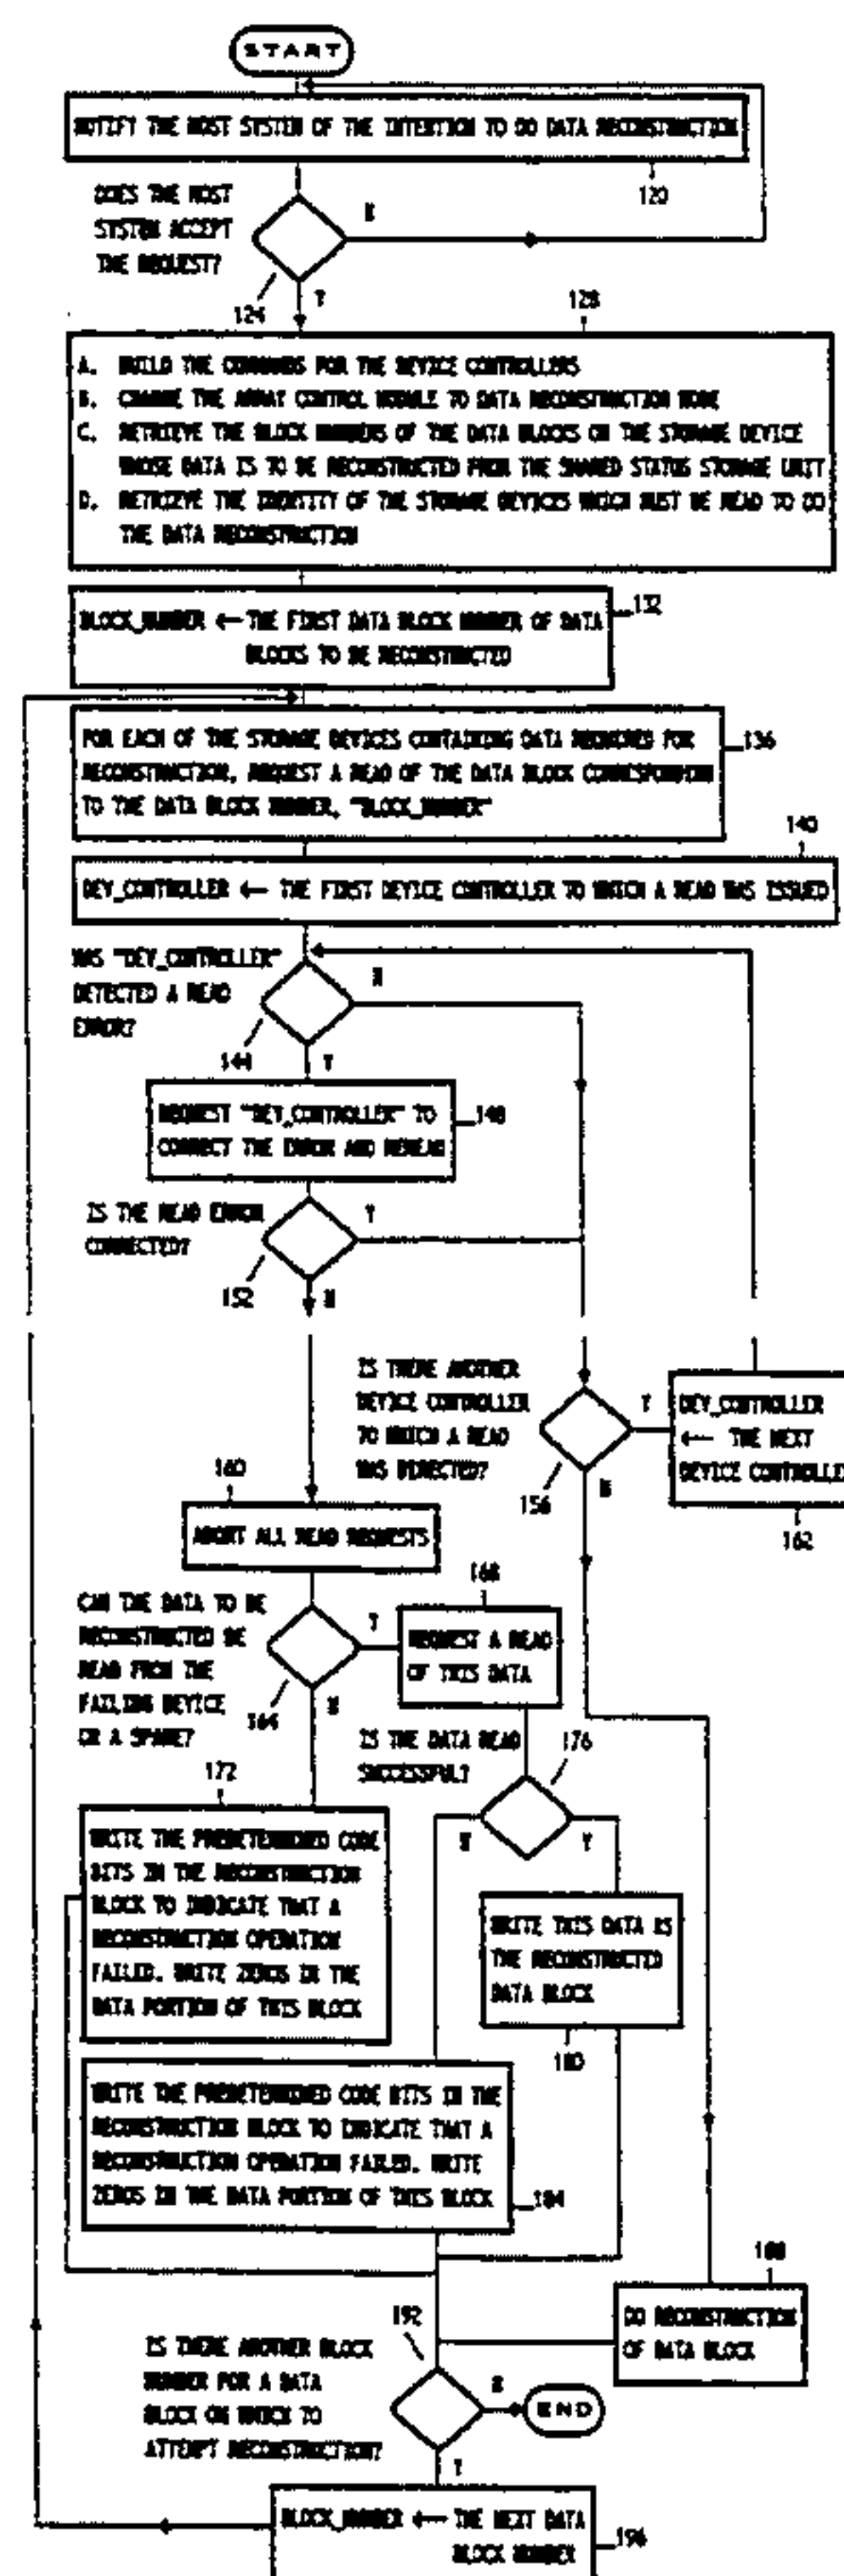 START
NOTIFY THE HOST SYSTEM OF THE INTENTION TO DO DATA RECONSTRUCTION
120
DOES THE HOST
SYSTEM ACCEPT
THE REQUEST?
N
124
Y
128
A. BUILD THE COMMANDS FOR THE DEVICE CONTROLLERS
B. CHANGE THE ARRAY CONTROL MODULE TO DATA RECONSTRUCTION MODE
C. RETRIEVE THE BLOCK NUMBERS OF THE DATA BLOCKS ON THE STORAGE DEVICE
WHOSE DATA IS TO BE RECONSTRUCTED FROM THE SHARED STATUS STORAGE UNIT
D. RETRIEVE THE IDENTITY OF THE STORAGE DEVICES WHICH MUST BE READ TO DO
THE DATA RECONSTRUCTION
BLOCK_NUMBER ← THE FIRST DATA BLOCK NUMBER OF DATA
BLOCKS TO BE RECONSTRUCTED
132
FOR EACH OF THE STORAGE DEVICES CONTAINING DATA REQUIRED FOR
RECONSTRUCTION, REQUEST A READ OF THE DATA BLOCK CORRESPONDING
TO THE DATA BLOCK NUMBER, "BLOCK_NUMBER"
136
140
DEV_CONTROLLER ← THE FIRST DEVICE CONTROLLER TO WHICH A READ WAS ISSUED
HAS "DEV_CONTROLLER"
DETECTED A READ
ERROR?
N
144
Y
REQUEST "DEV_CONTROLLER" TO
CORRECT THE ERROR AND REREAD
148
IS THE READ ERROR
CORRECTED?
Y
152
N
IS THERE ANOTHER
DEVICE CONTROLLER
TO WHICH A READ
WAS DIRECTED?
156
Y
N
DEV_CONTROLLER
← THE NEXT
DEVICE CONTROLLER
162
160
ABORT ALL READ REQUESTS
CAN THE DATA TO BE
RECONSTRUCTED BE
READ FROM THE
FAILING DEVICE
OR A SPARE?
164
Y
N
168
REQUEST A READ
OF THIS DATA
IS THE DATA READ
SUCCESSFUL?
176
N
Y
172
WRITE THE PREDETERMINED CODE
BITS IN THE RECONSTRUCTION
BLOCK TO INDICATE THAT A
RECONSTRUCTION OPERATION
FAILED. WRITE ZEROS IN THE
DATA PORTION OF THIS BLOCK
WRITE THIS DATA AS
THE RECONSTRUCTED
DATA BLOCK
180
WRITE THE PREDETERMINED CODE BITS IN THE
RECONSTRUCTION BLOCK TO INDICATE THAT A
RECONSTRUCTION OPERATION FAILED. WRITE
ZEROS IN THE DATA PORTION OF THIS BLOCK
184
188
DO RECONSTRUCTION
OF DATA BLOCK
192
IS THERE ANOTHER BLOCK
NUMBER FOR A DATA
BLOCK ON WHICH TO
ATTEMPT RECONSTRUCTION?
N
END
Y
BLOCK_NUMBER ← THE NEXT DATA
BLOCK NUMBER
196